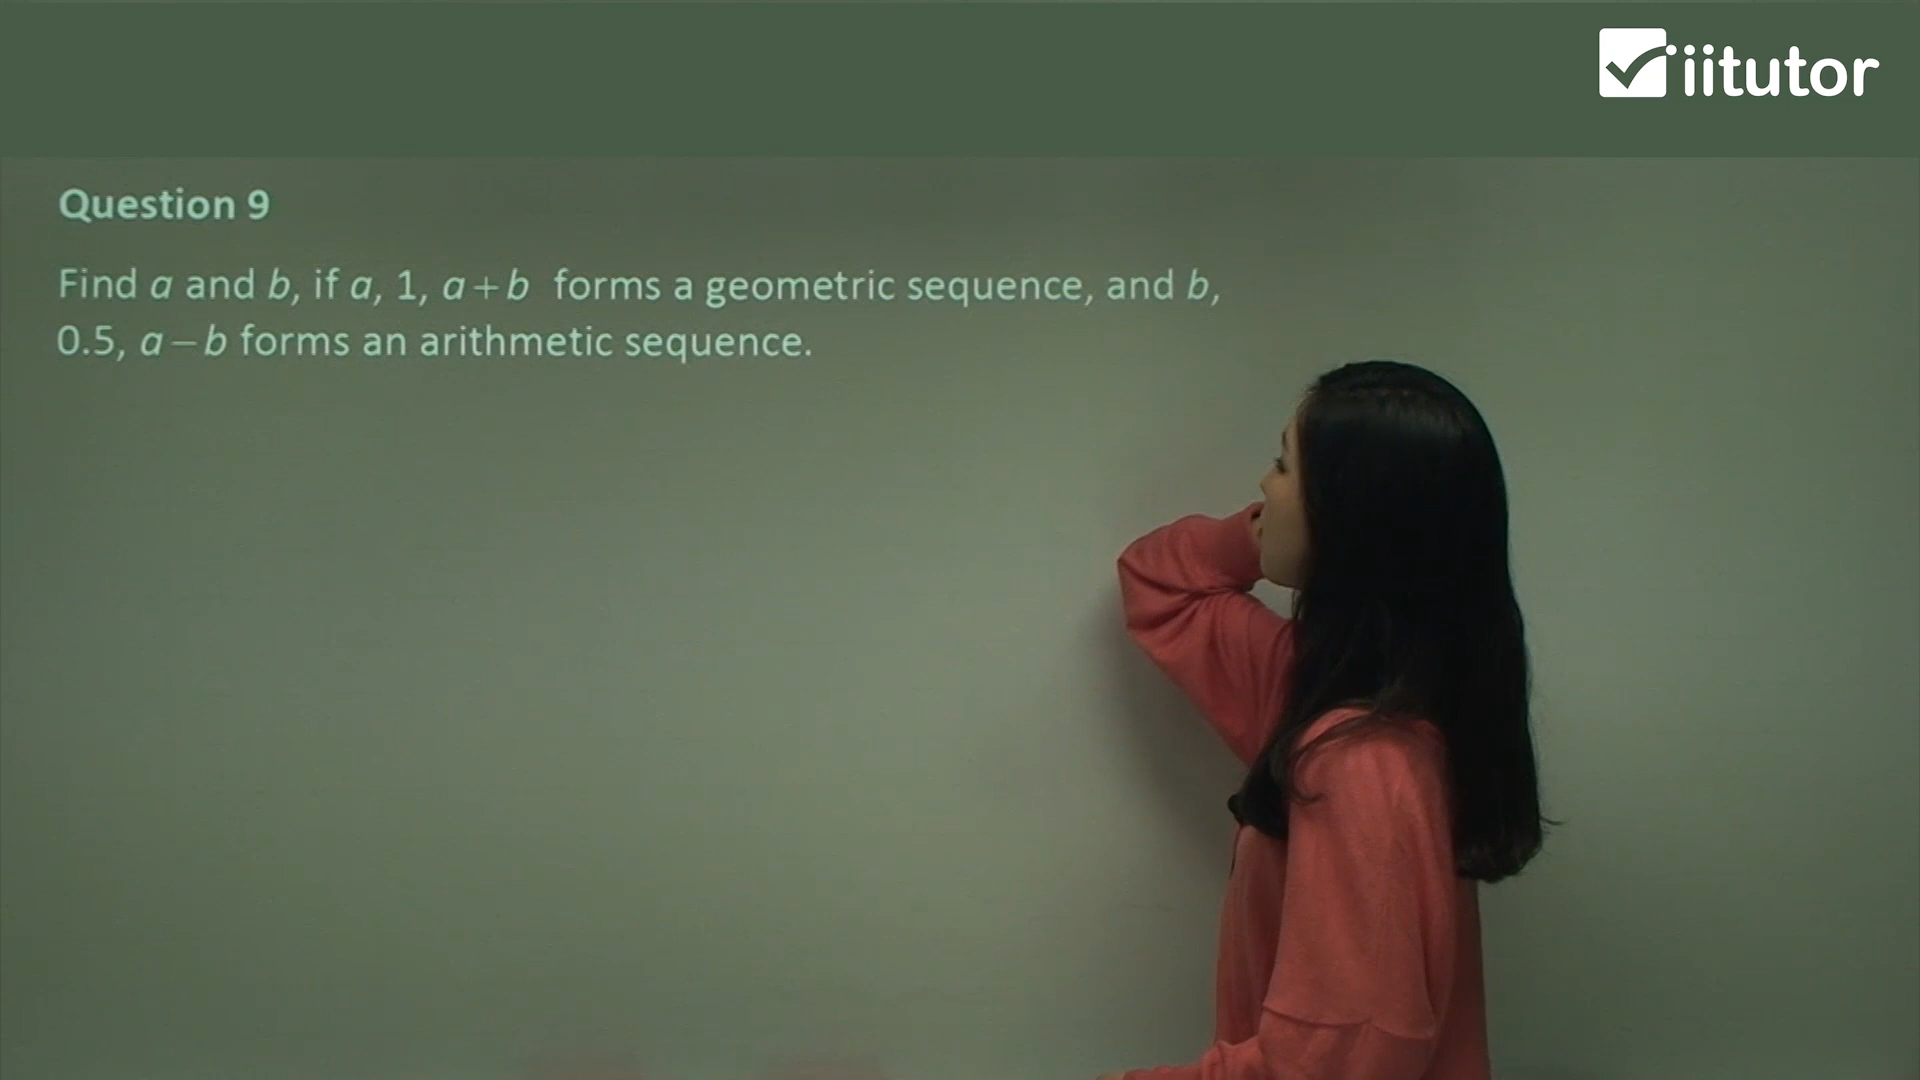 iitutor
Question 9
Find a and b, if a, 1, a+b forms a geometric sequence, and b,
0.5, a−b forms an arithmetic sequence.